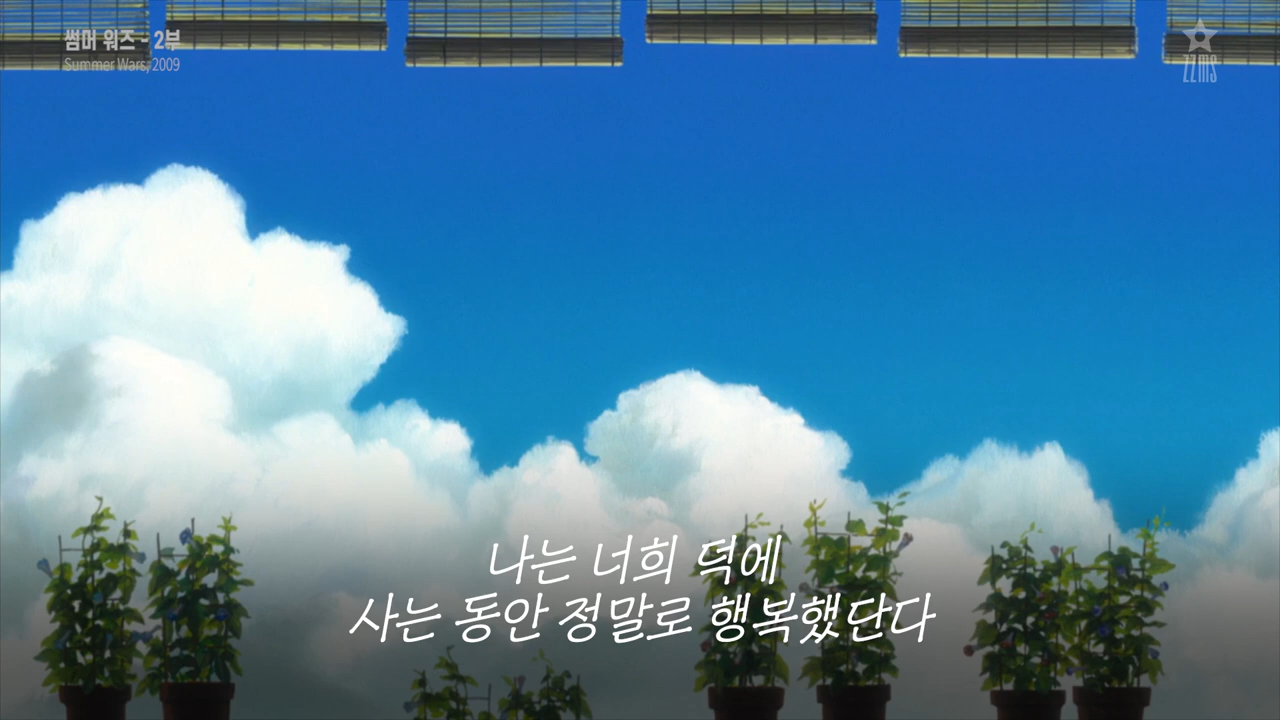 썸머 워즈 - 2부
Summer Wars, 2009
ZZMS
나는 너희 덕에
사는 동안 정말로 행복했단다